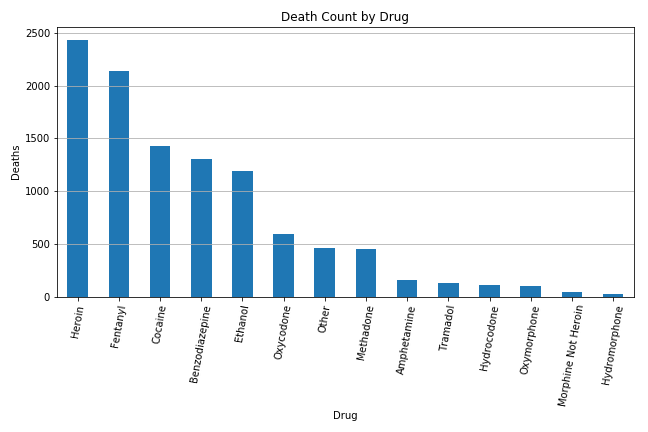 Death Count by Drug
2500
2000
1500
1000
500
0
Deaths
Heroin
Fentanyl
Cocaine
Benzodiazepine
Ethanol
Oxycodone
Other
Methadone
Amphetamine
Tramadol
Hydrocodone
Oxymorphone
Morphine Not Heroin
Hydromorphone
Drug